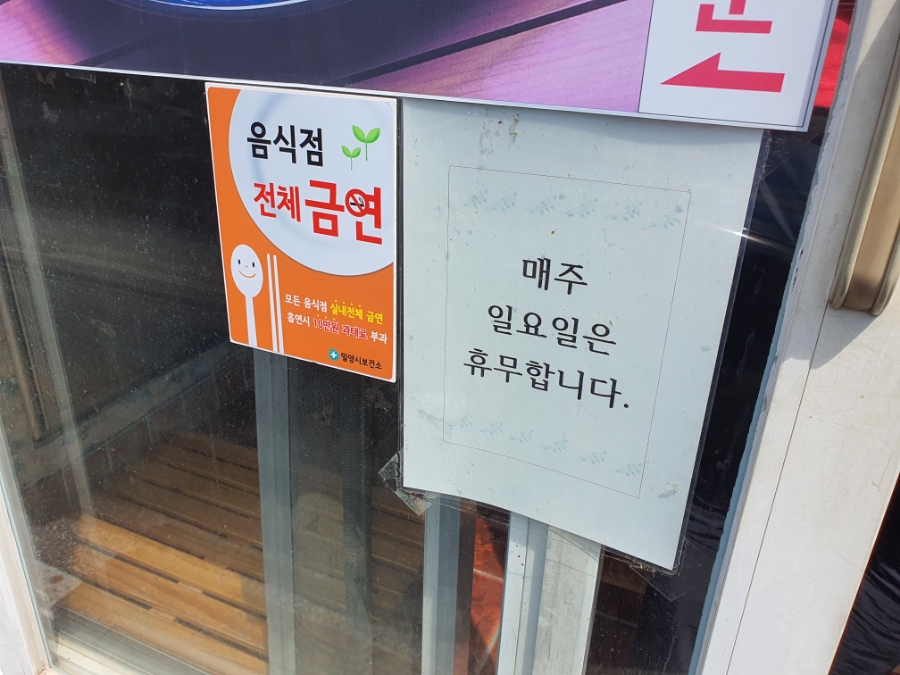 음식점
전체 금연
모든 음식점 실내전체 금연
흡연시 10만원 과태료 부과
밀양시보건소
매주
일요일은
휴무합니다.